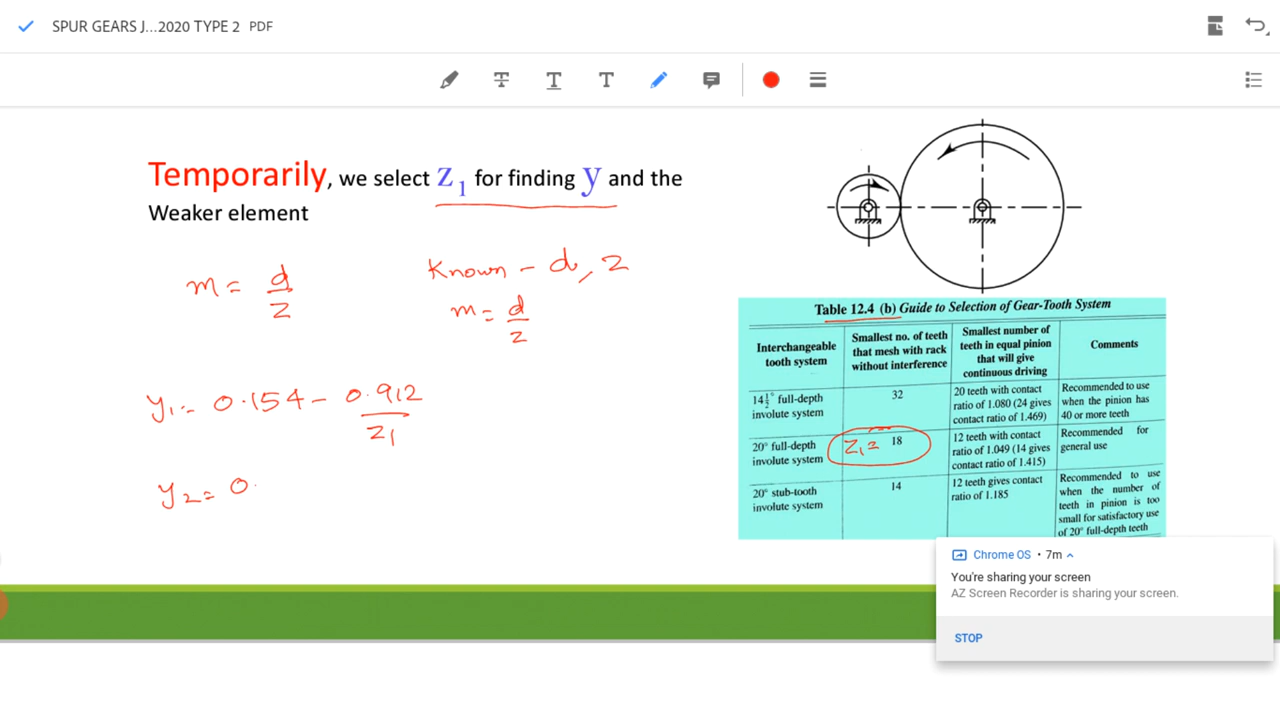 SPUR GEARS J...2020 TYPE 2 PDF
Temporarily, we select z1 for finding y and the
Weaker element
m = d/z
Known - d, z
m = d/z
y1 = 0.154 - 0.912/z1
y2 = 0.
Table 12.4 (b) Guide to Selection of Gear-Tooth System
Interchangeable
tooth system
Smallest no. of teeth
that mesh with rack
without interference
Smallest number of
teeth in equal pinion
that will give
continuous driving
Comments
14½° full-depth
involute system
32
20 teeth with contact
ratio of 1.080 (24 gives
contact ratio of 1.469)
Recommended to use
when the pinion has
40 or more teeth
20° full-depth
involute system
z1 = 18
12 teeth with contact
ratio of 1.049 (14 gives
contact ratio of 1.415)
Recommended for
general use
20° stub-tooth
involute system
14
12 teeth gives contact
ratio of 1.185
Recommended to use
when the number of
teeth in pinion is too
small for satisfactory use
of 20° full-depth teeth
Chrome OS • 7m
You're sharing your screen
AZ Screen Recorder is sharing your screen.
STOP